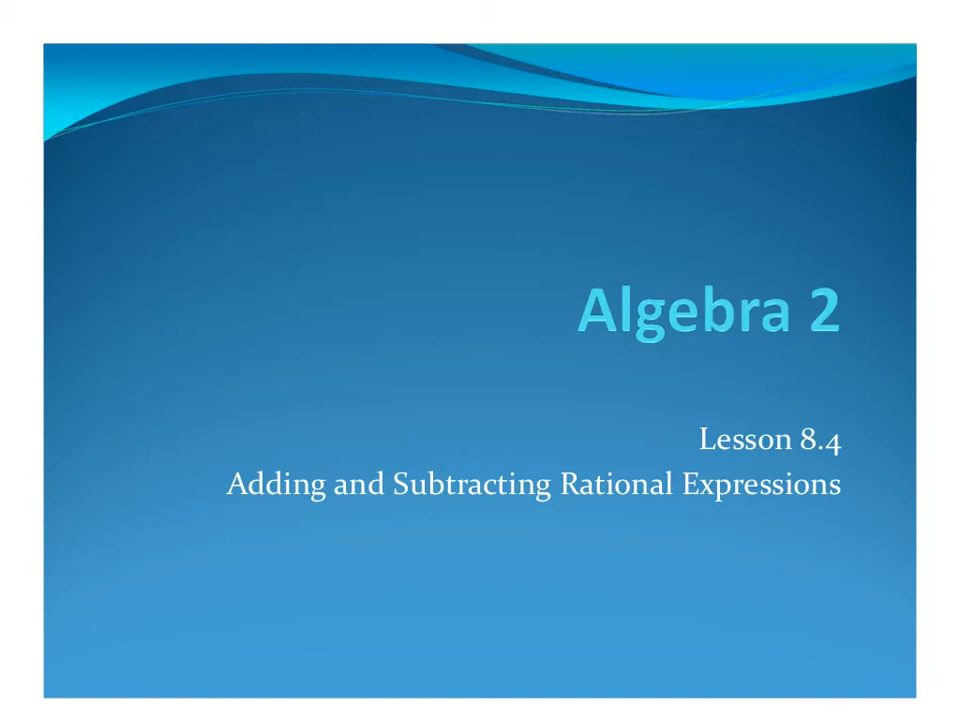 Algebra 2
Lesson 8.4
Adding and Subtracting Rational Expressions